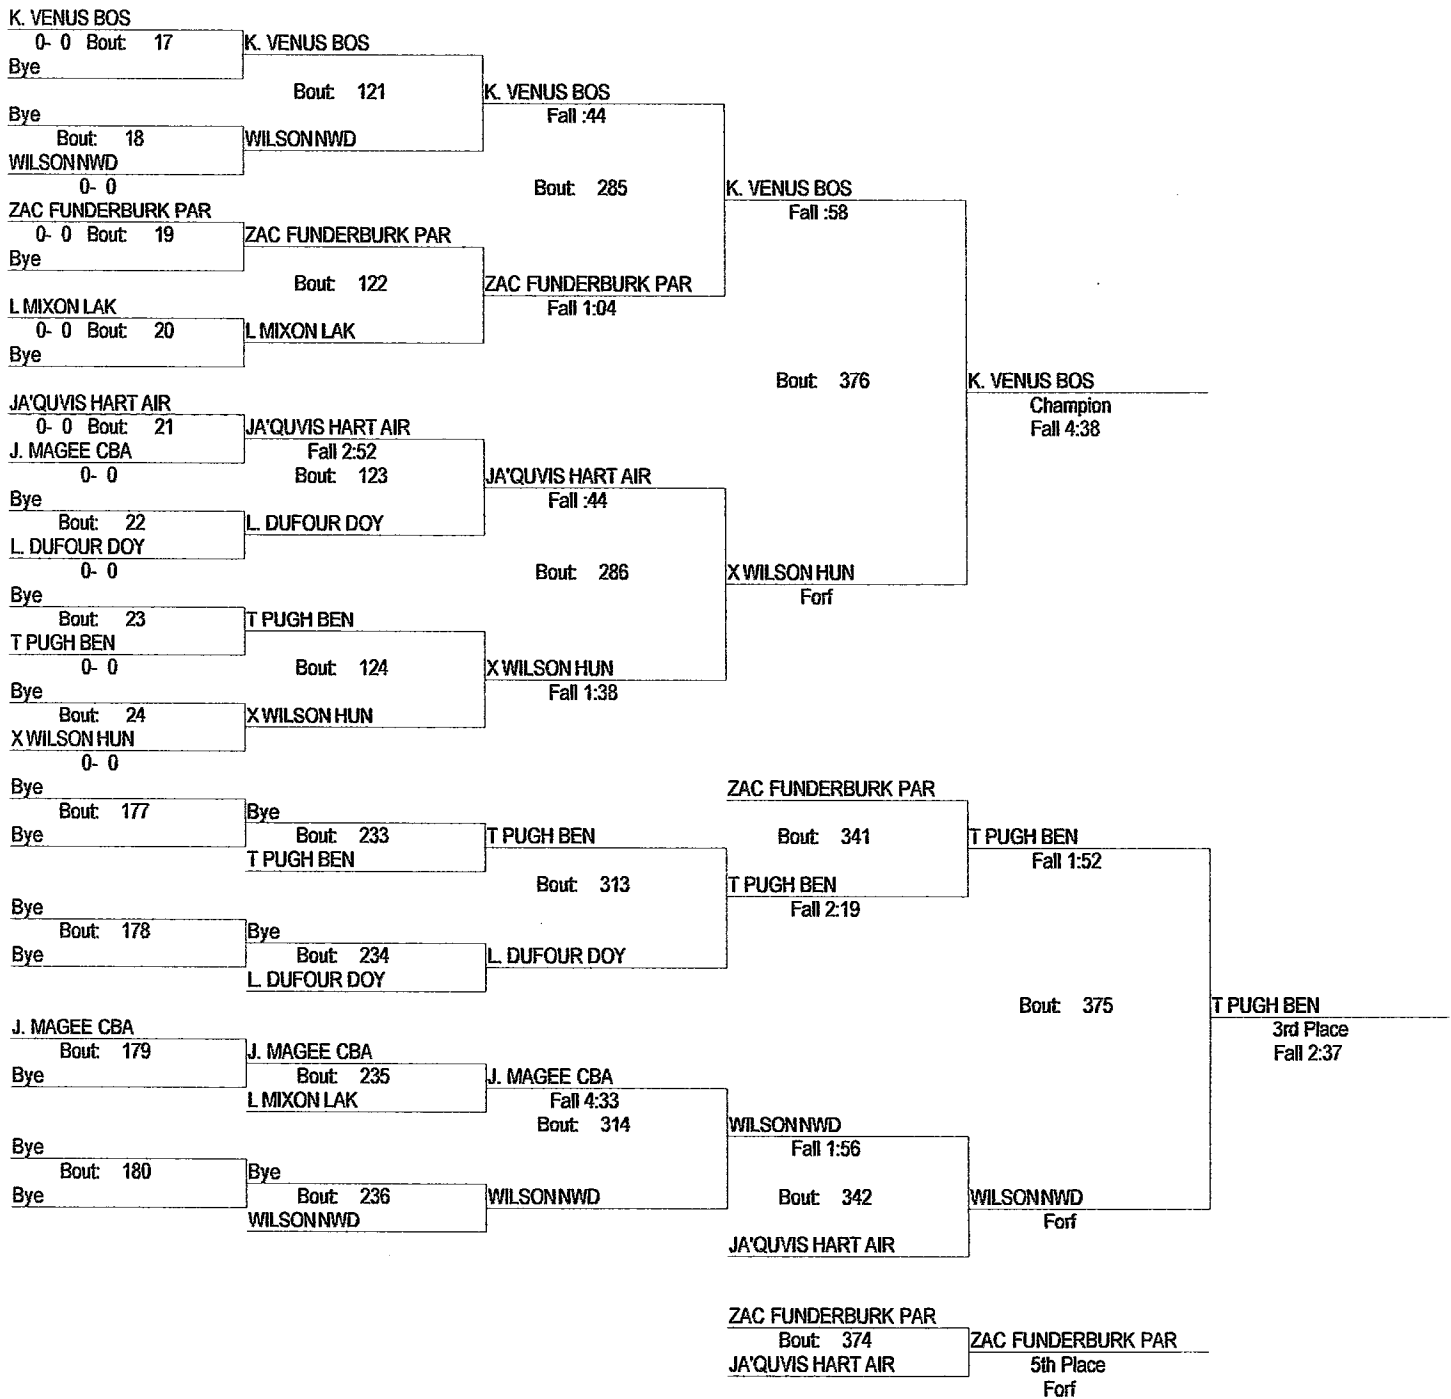 K. VENUS BOS
0- 0 Bout: 17
Bye
K. VENUS BOS
Bout: 121
Bye
Bout: 18
WILSON NWD
0- 0
WILSON NWD
K. VENUS BOS
Fall :44
Bout: 285
ZAC FUNDERBURK PAR
0- 0 Bout: 19
Bye
ZAC FUNDERBURK PAR
Bout: 122
L MIXON LAK
0- 0 Bout: 20
Bye
L MIXON LAK
ZAC FUNDERBURK PAR
Fall 1:04
K. VENUS BOS
Fall :58
Bout: 376
K. VENUS BOS
Champion
Fall 4:38
JA'QUVIS HART AIR
0- 0 Bout: 21
J. MAGEE CBA
0- 0
JA'QUVIS HART AIR
Fall 2:52
Bout: 123
Bye
Bout: 22
L. DUFOUR DOY
0- 0
L. DUFOUR DOY
JA'QUVIS HART AIR
Fall :44
Bout: 286
Bye
Bout: 23
T PUGH BEN
0- 0
T PUGH BEN
Bout: 124
Bye
Bout: 24
X WILSON HUN
0- 0
X WILSON HUN
X WILSON HUN
Fall 1:38
X WILSON HUN
Forf
Bye
Bout: 177
Bye
Bye
Bout: 233
T PUGH BEN
T PUGH BEN
Bout: 313
Bye
Bout: 178
Bye
Bye
Bout: 234
L. DUFOUR DOY
L. DUFOUR DOY
ZAC FUNDERBURK PAR
Bout: 341
T PUGH BEN
Fall 2:19
T PUGH BEN
Fall 1:52
Bout: 375
T PUGH BEN
3rd Place
Fall 2:37
J. MAGEE CBA
Bout: 179
Bye
J. MAGEE CBA
Bout: 235
L MIXON LAK
J. MAGEE CBA
Fall 4:33
Bout: 314
Bye
Bout: 180
Bye
Bye
Bout: 236
WILSON NWD
WILSON NWD
WILSON NWD
Fall 1:56
Bout: 342
JA'QUVIS HART AIR
WILSON NWD
Forf
ZAC FUNDERBURK PAR
Bout: 374
JA'QUVIS HART AIR
ZAC FUNDERBURK PAR
5th Place
Forf